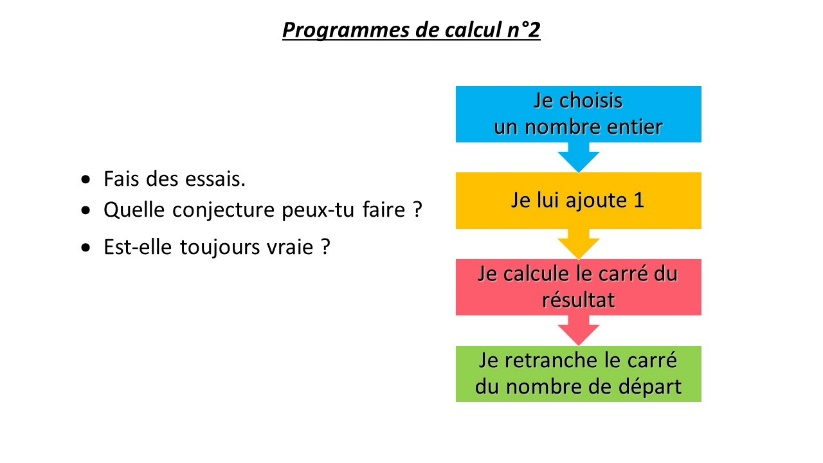 Programmes de calcul n°2
• Fais des essais.
• Quelle conjecture peux-tu faire ?
• Est-elle toujours vraie ?
Je choisis
un nombre entier
Je lui ajoute 1
Je calcule le carré du
résultat
Je retranche le carré
du nombre de départ